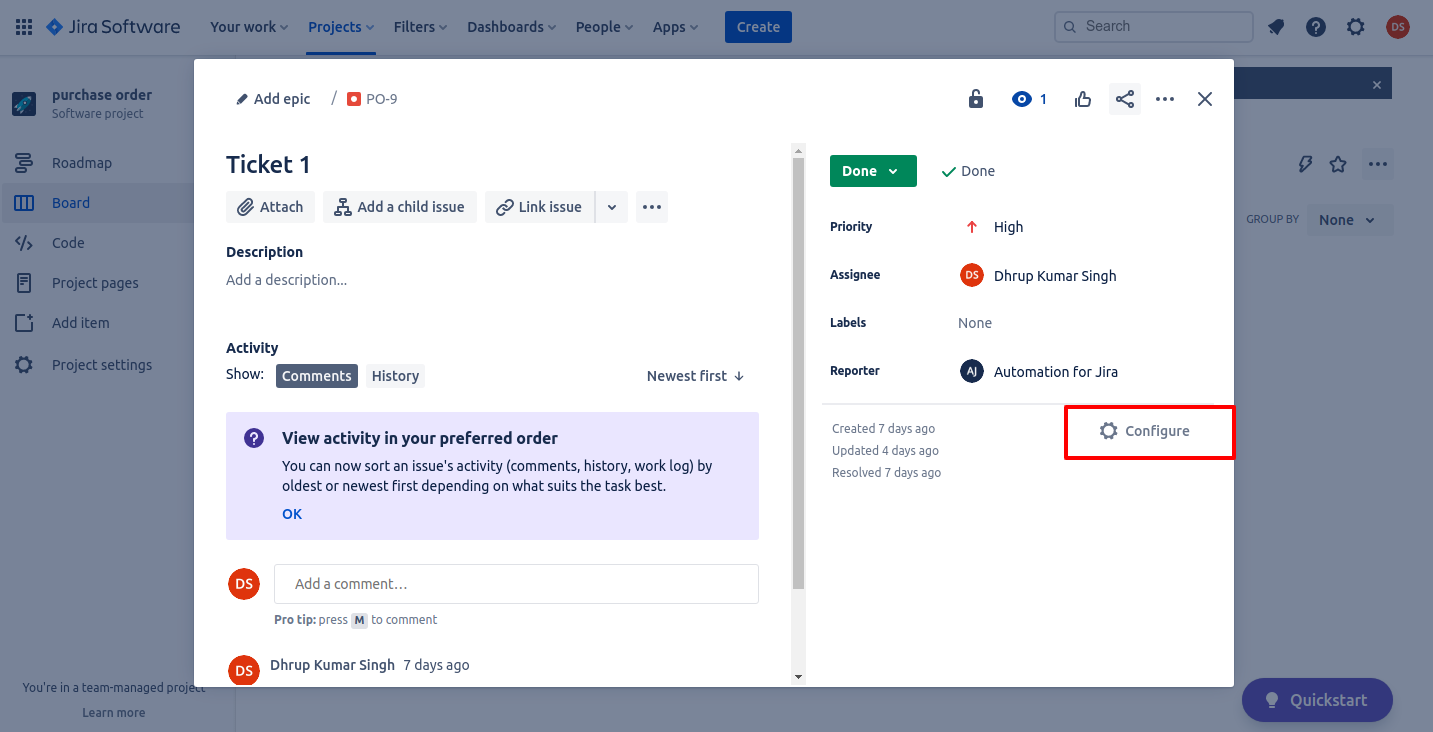 Jira Software
Your work
Projects
Filters
Dashboards
People
Apps
Create
Search
DS
purchase order
Software project
Roadmap
Board
Code
Project pages
Add item
Project settings
You're in a team-managed project
Learn more
Add epic / PO-9
1
Ticket 1
Attach
Add a child issue
Link issue
Description
Add a description...
Activity
Show: Comments History Newest first
View activity in your preferred order
You can now sort an issue's activity (comments, history, work log) by
oldest or newest first depending on what suits the task best.
OK
DS Add a comment…
Pro tip: press M to comment
DS Dhrup Kumar Singh 7 days ago
Done Done
Priority High
Assignee DS Dhrup Kumar Singh
Labels None
Reporter AJ Automation for Jira
Created 7 days ago
Updated 4 days ago
Resolved 7 days ago
Configure
GROUP BY None
Quickstart